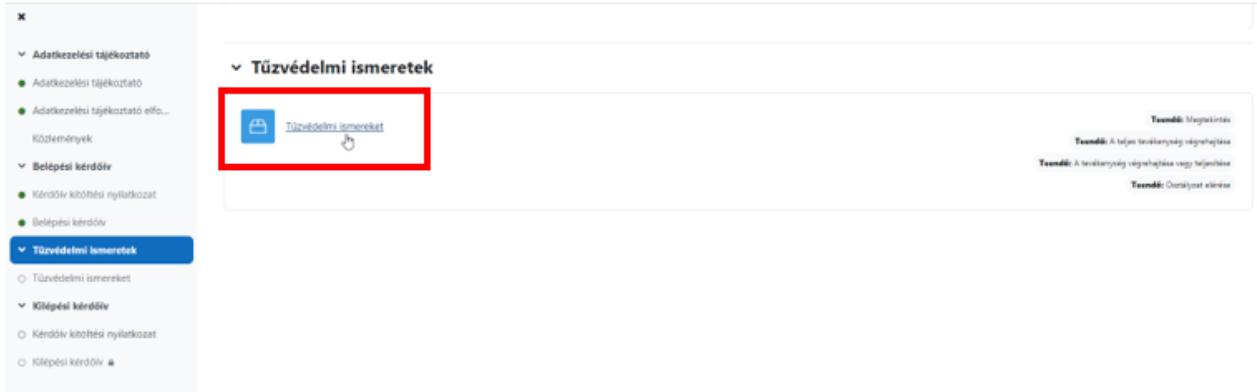 Adatkezelési tájékoztató
Adatkezelési tájékoztató
Adatkezelési tájékoztató elfo...
Közlemények
Belépési kérdőív
Kérdőív kitöltési nyilatkozat
Belépési kérdőív
Tűzvédelmi ismeretek
Tűzvédelmi ismereket
Kilépési kérdőív
Kérdőív kitöltési nyilatkozat
Kilépési kérdőív
Tűzvédelmi ismeretek
Tűzvédelmi ismereket
Teendő: Megtekintés
Teendő: A teljes tevékenység végrehajtása
Teendő: A tevékenység végrehajtása vagy teljesítése
Teendő: Osztályzat elérése